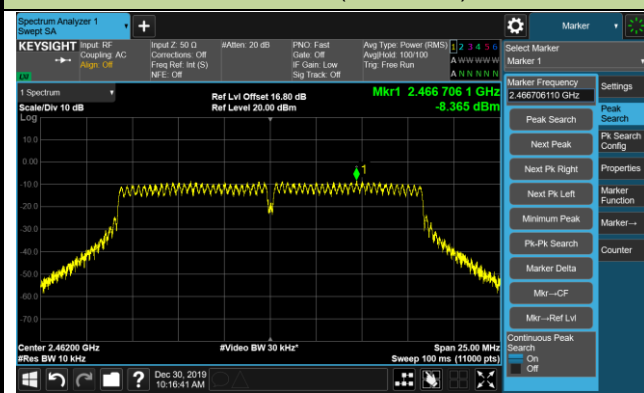 Spectrum Analyzer 1
Swept SA
+
Marker
KEYSIGHT
Input: RF
Coupling: AC
Align: Off
Input Z: 50 Ω
Corrections: Off
Freq Ref: Int (S)
NFE: Off
#Atten: 20 dB
PNO: Fast
Gate: Off
IF Gain: Low
Sig Track: Off
Avg Type: Power (RMS)
Avg|Hold: 100/100
Trig: Free Run
1 2 3 4 5 6
A W W W W W
A N N N N N
Select Marker
Marker 1
1 Spectrum
Scale/Div 10 dB
Log
Ref Lvl Offset 16.80 dB
Ref Level 20.00 dBm
Mkr1 2.466 706 1 GHz
-8.365 dBm
10.0
0.00
-10.0
-20.0
-30.0
-40.0
-50.0
-60.0
-70.0
1
Center 2.46200 GHz
#Res BW 10 kHz
#Video BW 30 kHz*
Span 25.00 MHz
Sweep 100 ms (11000 pts)
Marker Frequency
2.466706110 GHz
Peak Search
Next Peak
Next Pk Right
Next Pk Left
Minimum Peak
Pk-Pk Search
Marker Delta
Mkr→CF
Mkr→Ref Lvl
Continuous Peak
Search
On
Off
Settings
Peak
Search
Pk Search
Config
Properties
Marker
Function
Marker→
Counter
?
Dec 30, 2019
10:16:41 AM